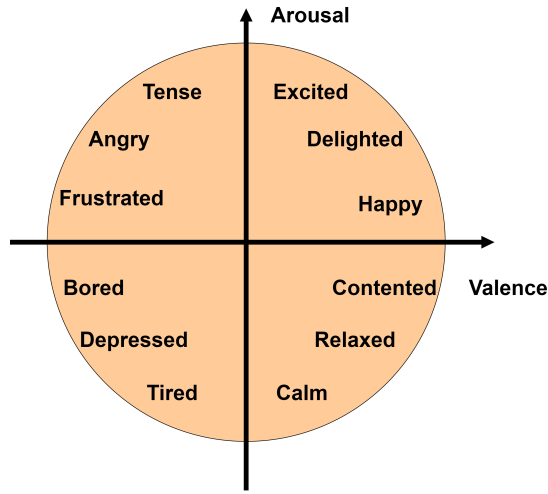 Arousal
Tense Excited
Angry Delighted
Frustrated Happy
Bored Contented Valence
Depressed Relaxed
Tired Calm